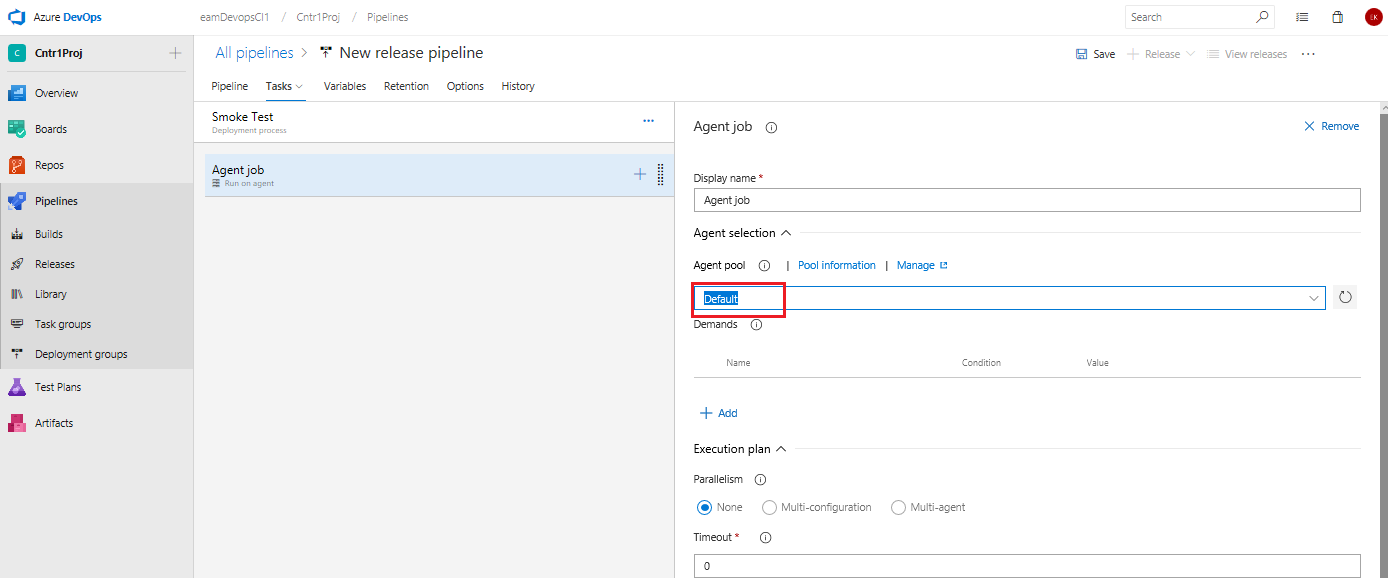 Azure DevOps
eamDevopsCI1 / Cntr1Proj / Pipelines
Search
EK
C
Cntr1Proj
Overview
Boards
Repos
Pipelines
Builds
Releases
Library
Task groups
Deployment groups
Test Plans
Artifacts
All pipelines > New release pipeline
Save
Release
View releases
Pipeline
Tasks
Variables
Retention
Options
History
Smoke Test
Deployment process
Agent job
Run on agent
Agent job
Remove
Display name *
Agent job
Agent selection
Agent pool | Pool information | Manage
Default
Demands
Name Condition Value
Add
Execution plan
Parallelism
None Multi-configuration Multi-agent
Timeout *
0